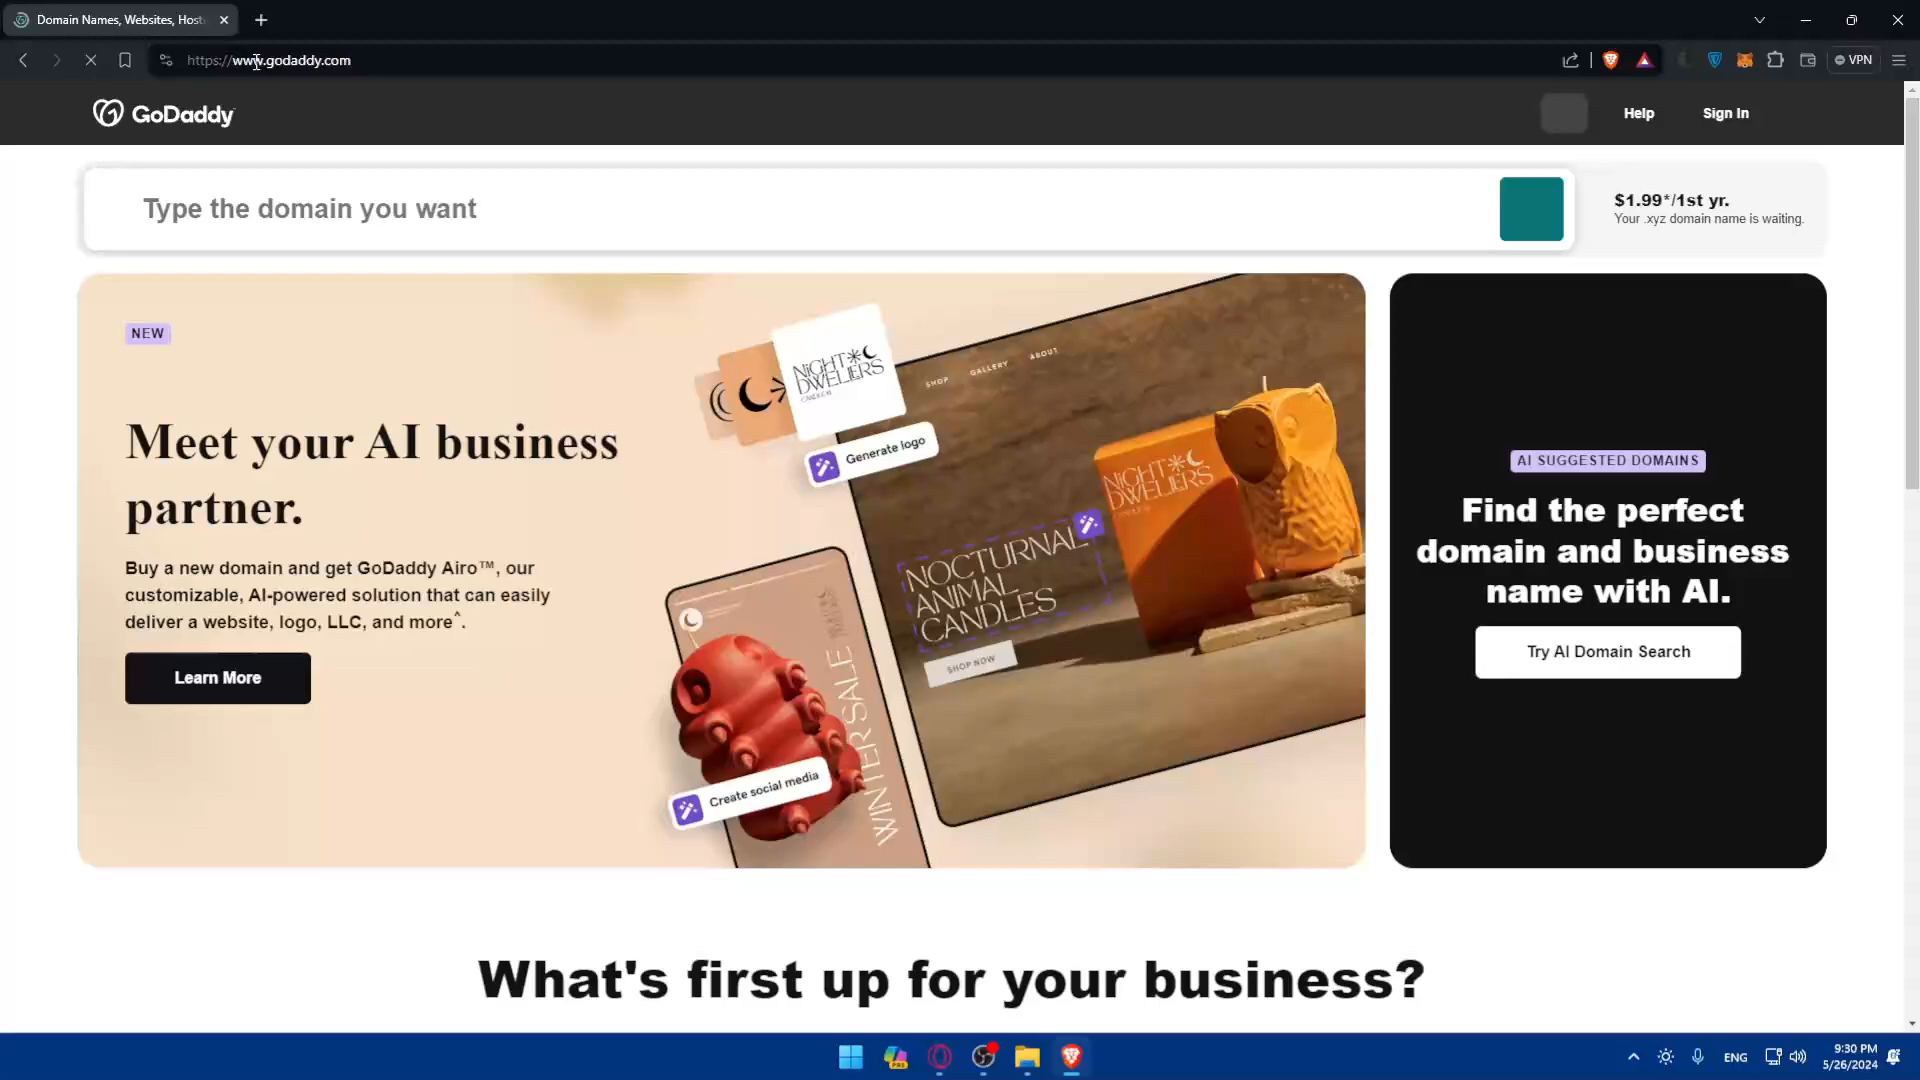 Domain Names, Websites, Host
https://www.godaddy.com
VPN
GoDaddy
Help
Sign In
Type the domain you want
$1.99*/1st yr.
Your .xyz domain name is waiting.
NEW
Meet your AI business
partner.
Buy a new domain and get GoDaddy Airo™, our
customizable, AI-powered solution that can easily
deliver a website, logo, LLC, and more^.
Learn More
NIGHT
DWELLERS
Generate logo
SHOP
GALLERY
ABOUT
NIGHT
DWELLERS
NOCTURNAL
ANIMAL
CANDLES
SHOP NOW
WINTER SALE
Create social media
AI SUGGESTED DOMAINS
Find the perfect
domain and business
name with AI.
Try AI Domain Search
What's first up for your business?
PRE
ENG
9:30 PM
5/26/2024